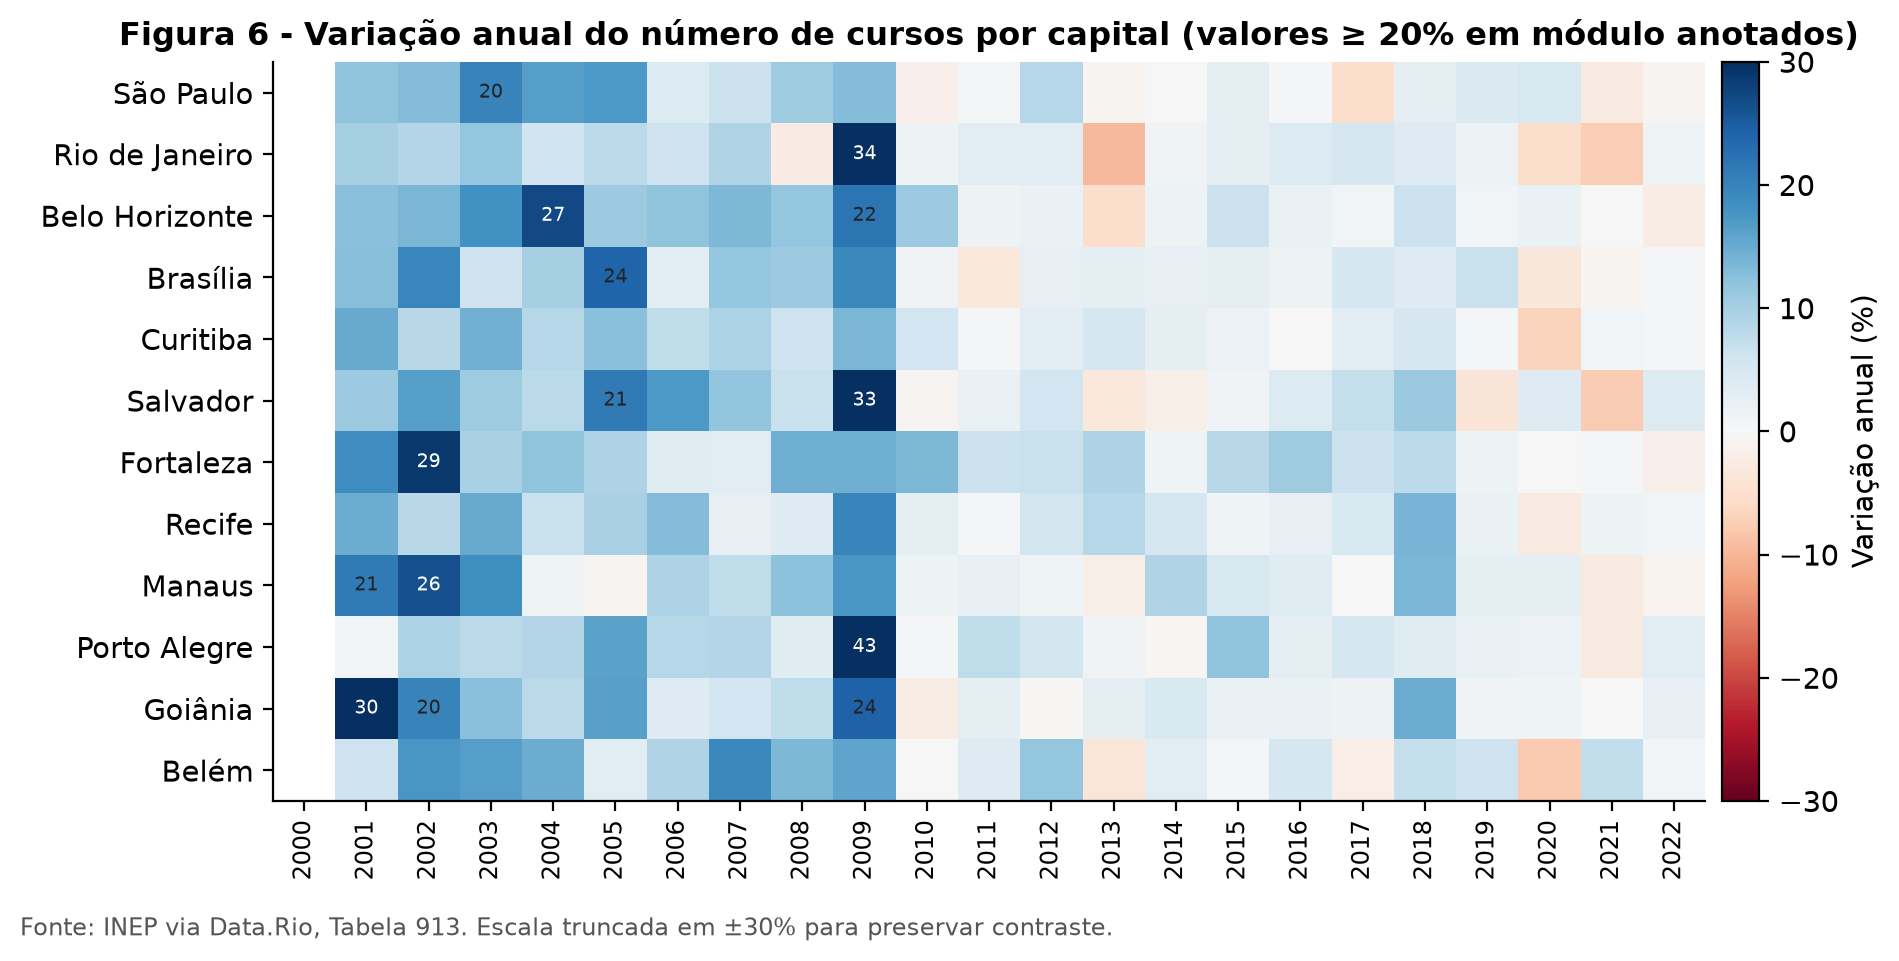 Figura 6 - Variação anual do número de cursos por capital (valores ≥ 20% em módulo anotados)
São Paulo 20
Rio de Janeiro 34
Belo Horizonte 27 22
Brasília 24
Curitiba
Salvador 21 33
Fortaleza 29
Recife
Manaus 21 26
Porto Alegre 43
Goiânia 30 20 24
Belém
2000 2001 2002 2003 2004 2005 2006 2007 2008 2009 2010 2011 2012 2013 2014 2015 2016 2017 2018 2019 2020 2021 2022
30
20
10
0
−10
−20
−30
Variação anual (%)
Fonte: INEP via Data.Rio, Tabela 913. Escala truncada em ±30% para preservar contraste.